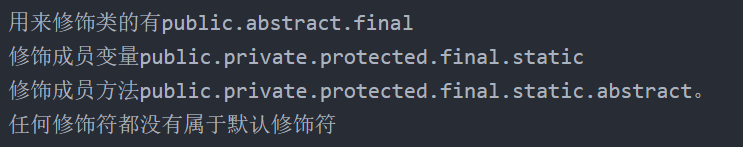 用来修饰类的有public.abstract.final
修饰成员变量public.private.protected.final.static
修饰成员方法public.private.protected.final.static.abstract。
任何修饰符都没有属于默认修饰符